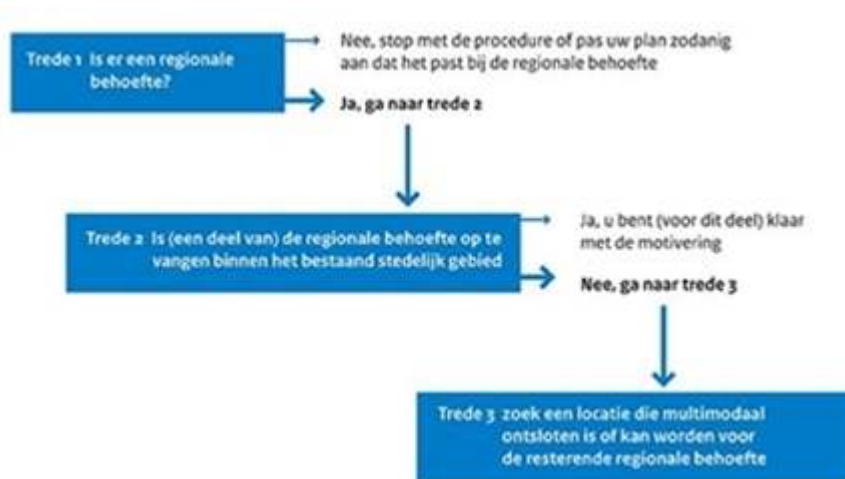 Trede 1 Is er een regionale
behoefte?
Nee, stop met de procedure of pas uw plan zodanig
aan dat het past bij de regionale behoefte
Ja, ga naar trede 2
Trede 2 Is (een deel van) de regionale behoefte op te
vangen binnen het bestaand stedelijk gebied
Ja, u bent (voor dit deel) klaar
met de motivering
Nee, ga naar trede 3
Trede 3 zoek een locatie die multimodaal
ontsloten is of kan worden voor
de resterende regionale behoefte